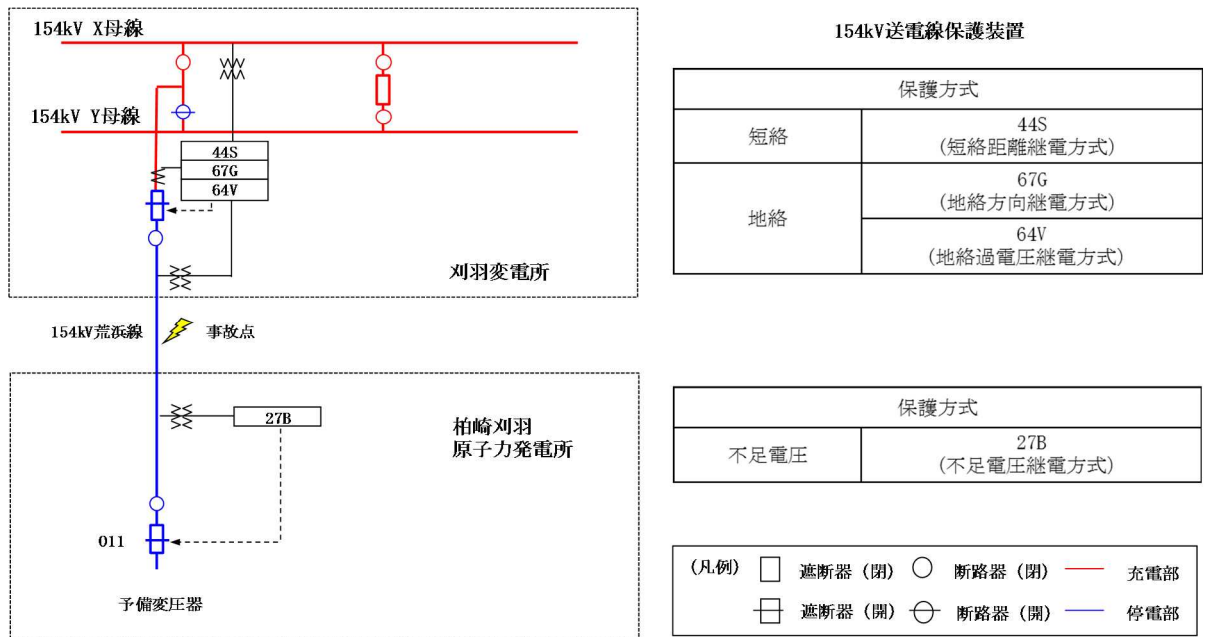 154kV X母線
154kV Y母線
44S
67G
64V
刈羽変電所
154kV荒浜線
事故点
27B
柏崎刈羽
原子力発電所
O11
予備変圧器
154kV送電線保護装置
保護方式
短絡
44S
(短絡距離継電方式)
地絡
67G
(地絡方向継電方式)
64V
(地絡過電圧継電方式)
保護方式
不足電圧
27B
(不足電圧継電方式)
(凡例) 遮断器(閉) 断路器(閉) 充電部
遮断器(開) 断路器(開) 停電部